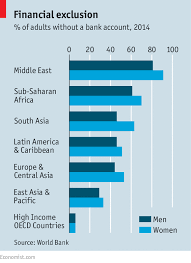 Financial exclusion
% of adults without a bank account, 2014
0 20 40 60 80 100
Middle East
Sub-Saharan
Africa
South Asia
Latin America
& Caribbean
Europe &
Central Asia
East Asia &
Pacific
High Income
OECD Countries
Men
Women
Source: World Bank
Economist.com